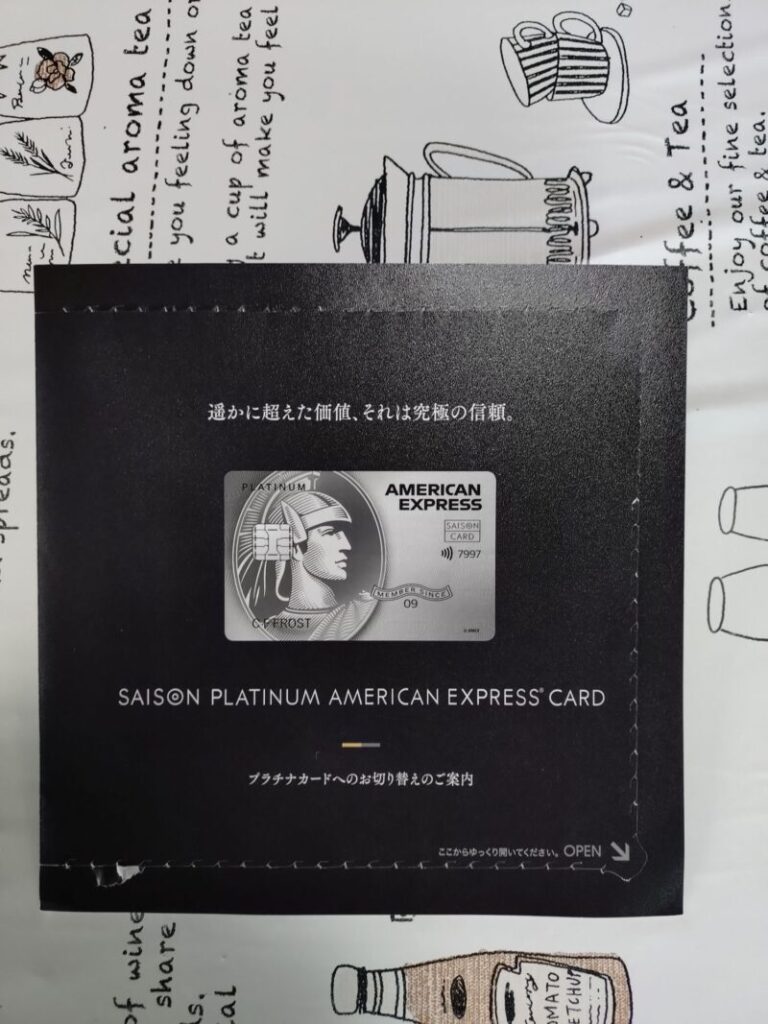 cial aroma tea
you feeling down o
a cup of aroma tea
t will make you feel
Coffee & Tea
Enjoy our fine selection
of coffee & tea.
spreads.
遥かに超えた価値、それは究極の信頼。
PLATINUM
AMERICAN
EXPRESS
SAISON
CARD
7997
MEMBER SINCE
09
C F FROST
SAISON PLATINUM AMERICAN EXPRESS® CARD
プラチナカードへのお切り替えのご案内
ここからゆっくり開いてください。 OPEN
of wine
share
ds.
ial
TOMATO
KETCHUP